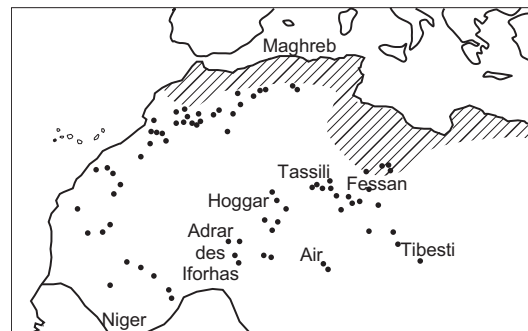 Maghreb
Tassili
Fessan
Hoggar
Adrar
des
Iforhas
Air
Tibesti
Niger